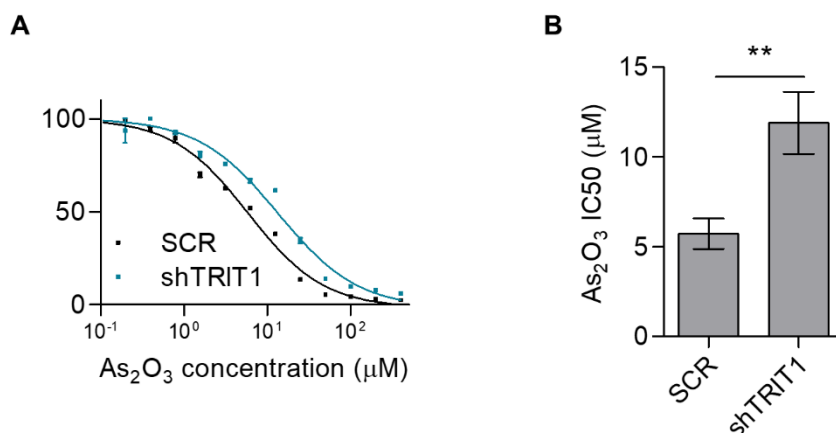 A
100
50
0
SCR
shTRIT1
10⁻¹ 10⁰ 10¹ 10²
As₂O₃ concentration (μM)
B
**
15
10
5
0
As₂O₃ IC50 (μM)
SCR
shTRIT1